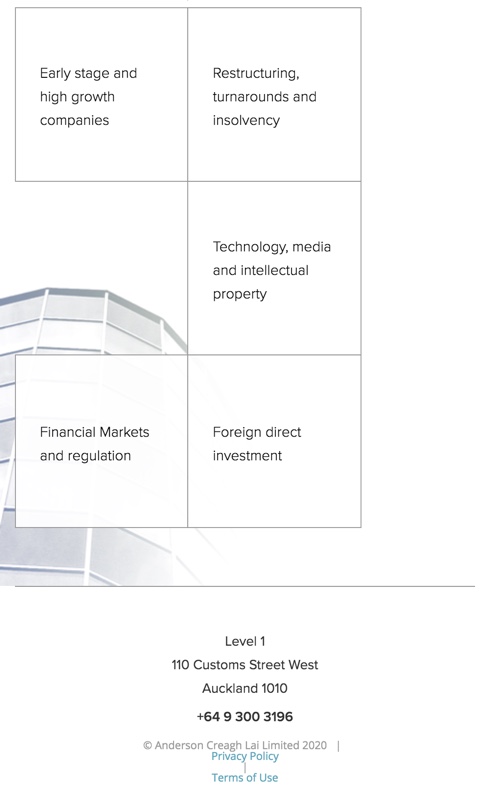 Early stage and
high growth
companies
Restructuring,
turnarounds and
insolvency
Technology, media
and intellectual
property
Financial Markets
and regulation
Foreign direct
investment
Level 1
110 Customs Street West
Auckland 1010
+64 9 300 3196
© Anderson Creagh Lai Limited 2020 |
Privacy Policy
|
Terms of Use